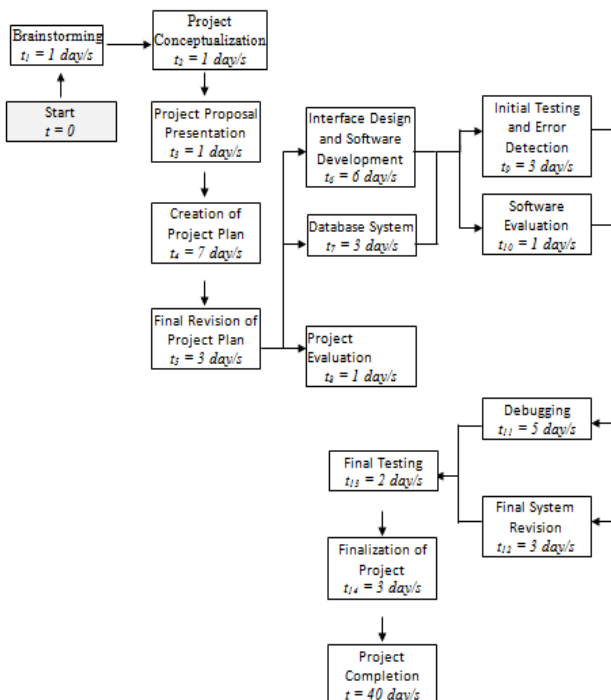 Brainstorming
t1 = 1 day/s
Project
Conceptualization
t2 = 1 day/s
Start
t = 0
Project Proposal
Presentation
t3 = 1 day/s
Creation of
Project Plan
t4 = 7 day/s
Final Revision of
Project Plan
t5 = 3 day/s
Interface Design
and Software
Development
t6 = 6 day/s
Database System
t7 = 3 day/s
Project
Evaluation
t8 = 1 day/s
Initial Testing
and Error
Detection
t9 = 3 day/s
Software
Evaluation
t10 = 1 day/s
Debugging
t11 = 5 day/s
Final System
Revision
t12 = 3 day/s
Final Testing
t13 = 2 day/s
Finalization of
Project
t14 = 3 day/s
Project
Completion
t = 40 day/s